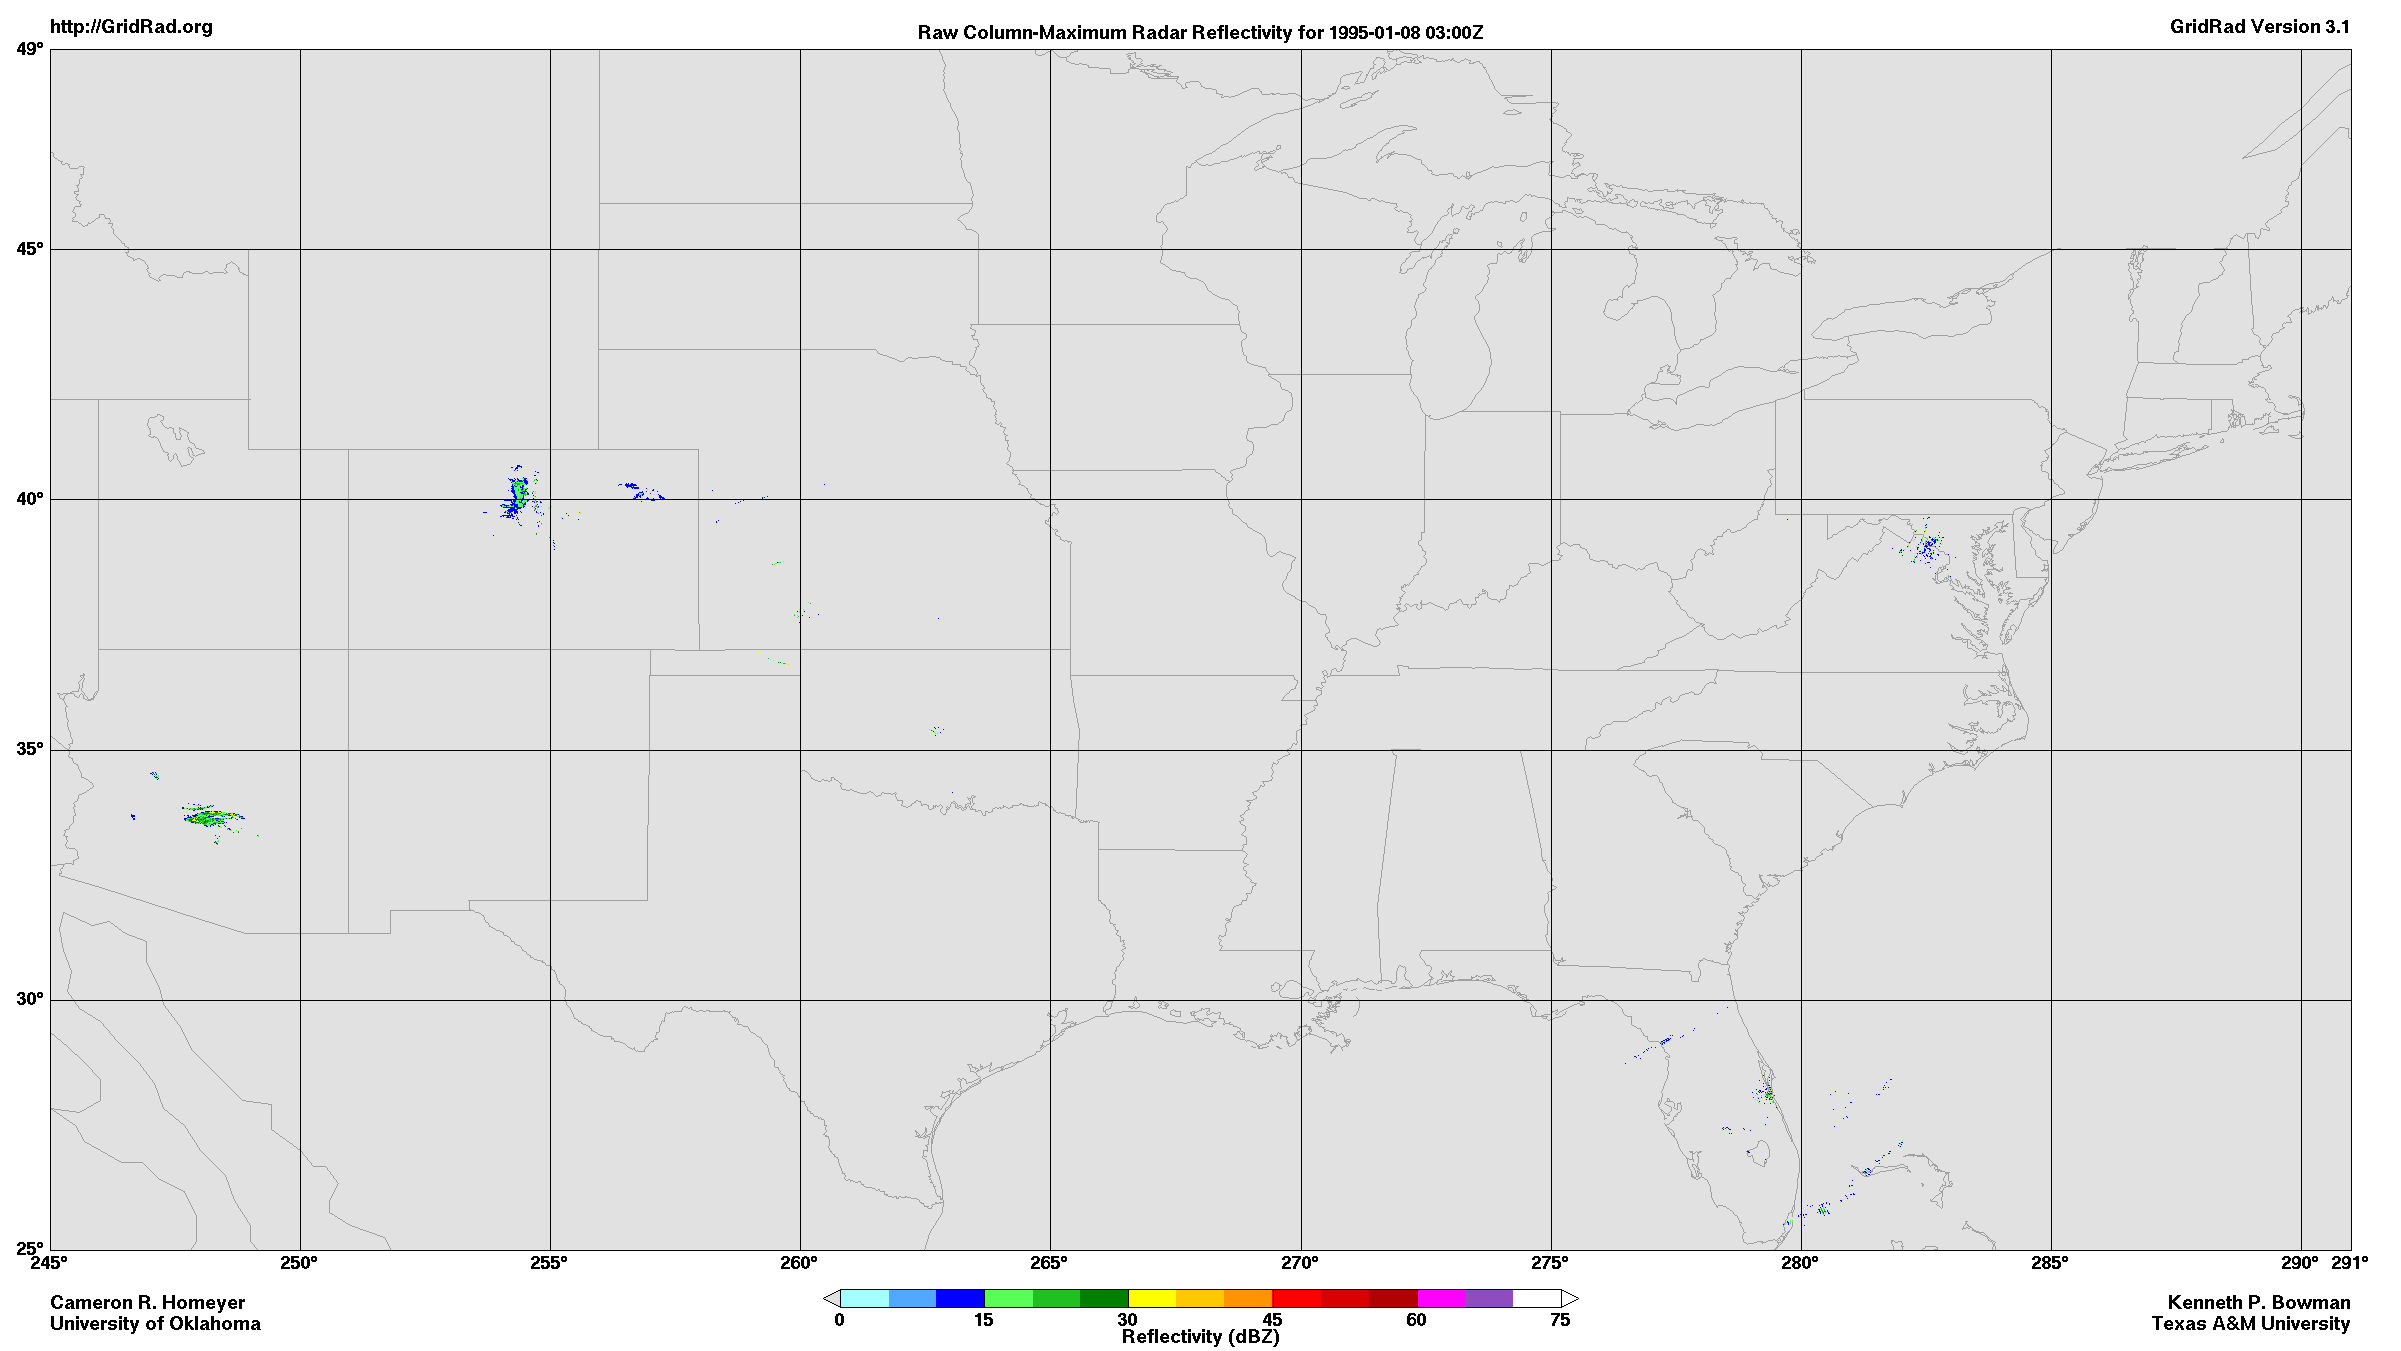 http://GridRad.org
Raw Column-Maximum Radar Reflectivity for 1995-01-08 03:00Z
GridRad Version 3.1
49°
45°
40°
35°
30°
25°
245° 250° 255° 260° 265° 270° 275° 280° 285° 290° 291°
0 15 30 45 60 75
Reflectivity (dBZ)
Cameron R. Homeyer
University of Oklahoma
Kenneth P. Bowman
Texas A&M University